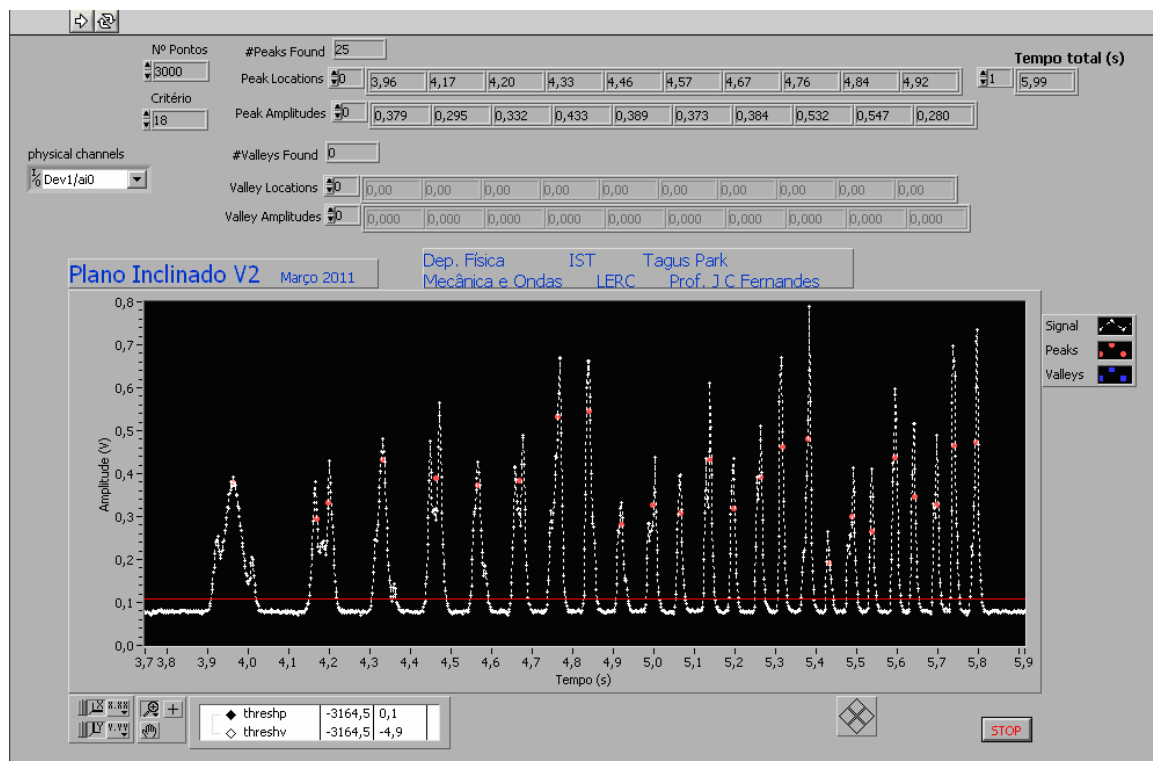 Nº Pontos
3000
Critério
18
physical channels
I/0 Dev1/ai0
#Peaks Found 25
Peak Locations 0 3,96 4,17 4,20 4,33 4,46 4,57 4,67 4,76 4,84 4,92
Peak Amplitudes 0 0,379 0,295 0,332 0,433 0,389 0,373 0,384 0,532 0,547 0,280
Tempo total (s)
1 5,99
#Valleys Found 0
Valley Locations 0 0,00 0,00 0,00 0,00 0,00 0,00 0,00 0,00 0,00 0,00
Valley Amplitudes 0 0,000 0,000 0,000 0,000 0,000 0,000 0,000 0,000 0,000 0,000
Plano Inclinado V2 Março 2011
Dep. Física IST Tagus Park
Mecânica e Ondas LERC Prof. J C Fernandes
Amplitude (V)
0,8
0,7
0,6
0,5
0,4
0,3
0,2
0,1
0,0
3,7 3,8 3,9 4,0 4,1 4,2 4,3 4,4 4,5 4,6 4,7 4,8 4,9 5,0 5,1 5,2 5,3 5,4 5,5 5,6 5,7 5,8 5,9
Tempo (s)
Signal
Peaks
Valleys
X 8.88
Y 9.99
threshp -3164,5 0,1
threshv -3164,5 -4,9
STOP